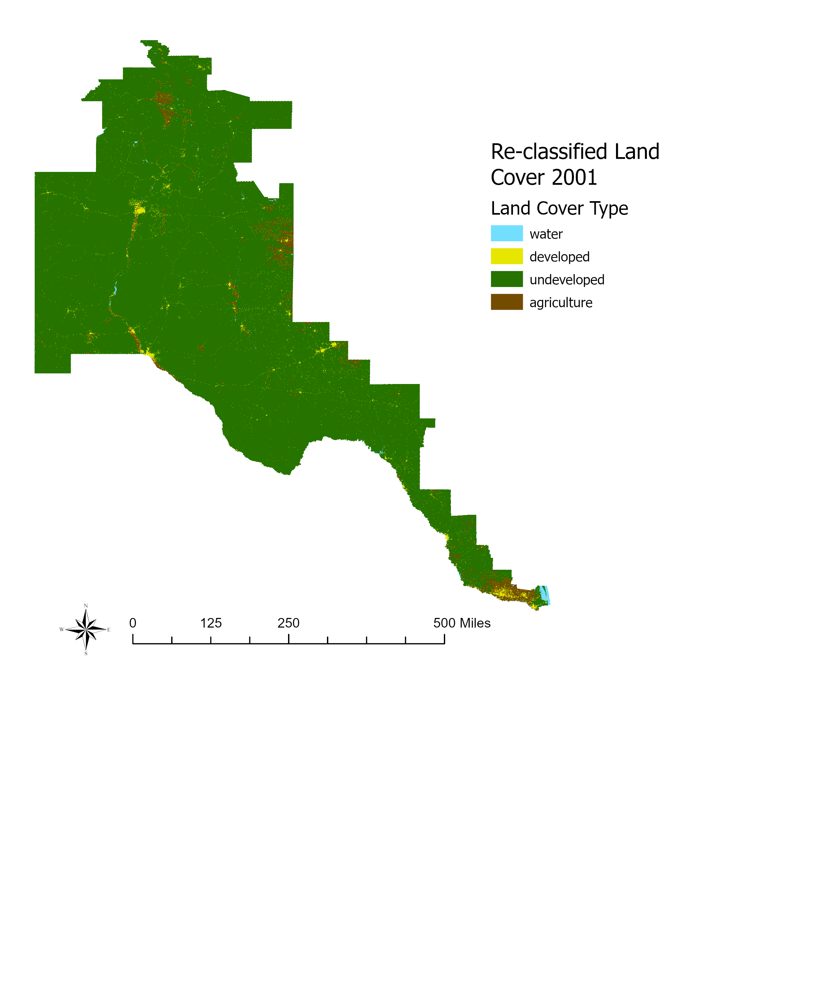 Re-classified Land
Cover 2001
Land Cover Type
water
developed
undeveloped
agriculture
N
W E
S
0 125 250 500 Miles